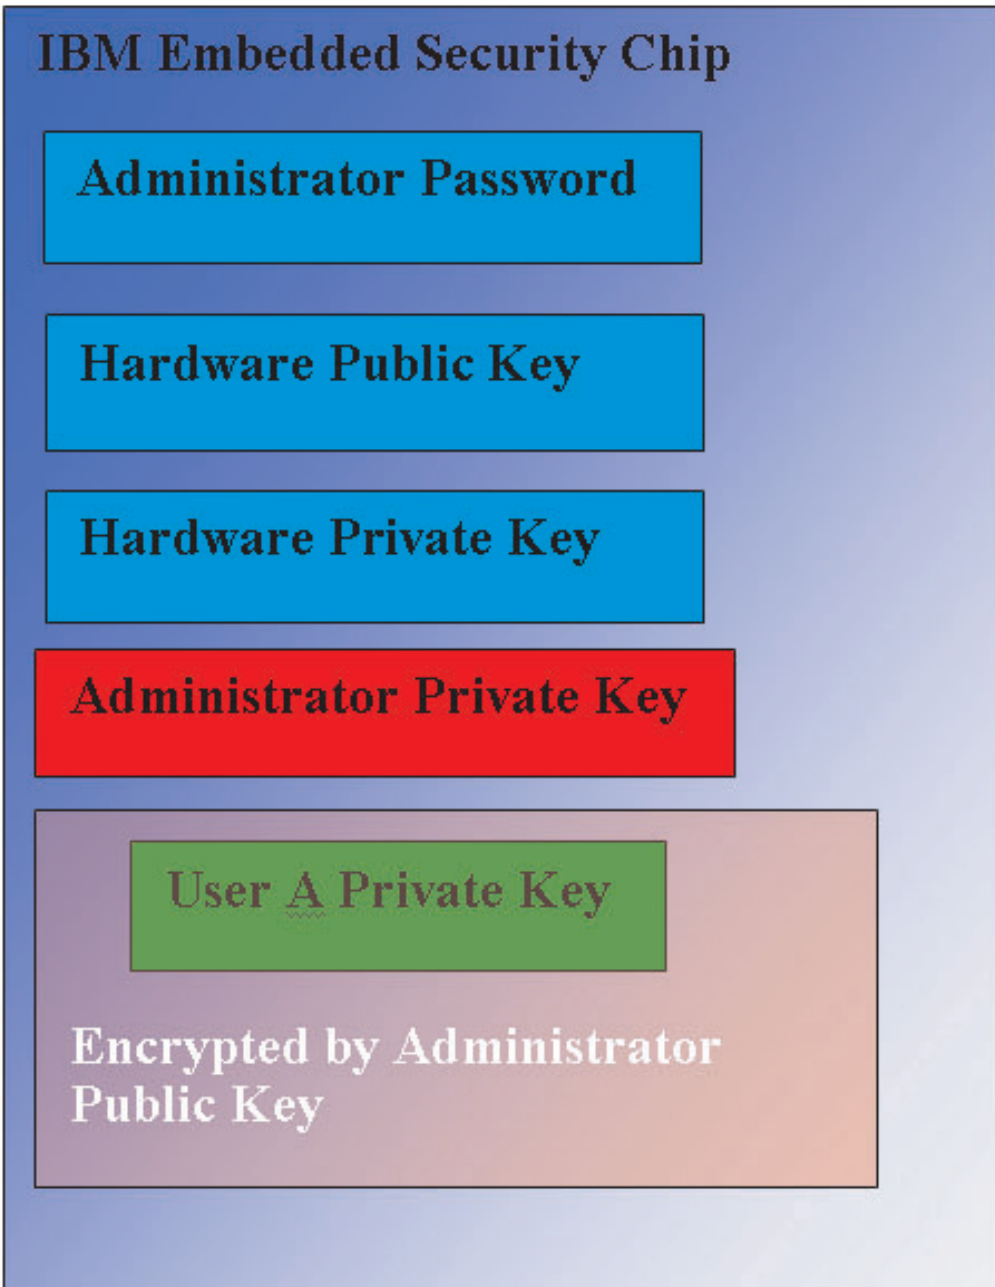 IBM Embedded Security Chip
Administrator Password
Hardware Public Key
Hardware Private Key
Administrator Private Key
User A Private Key
Encrypted by Administrator
Public Key